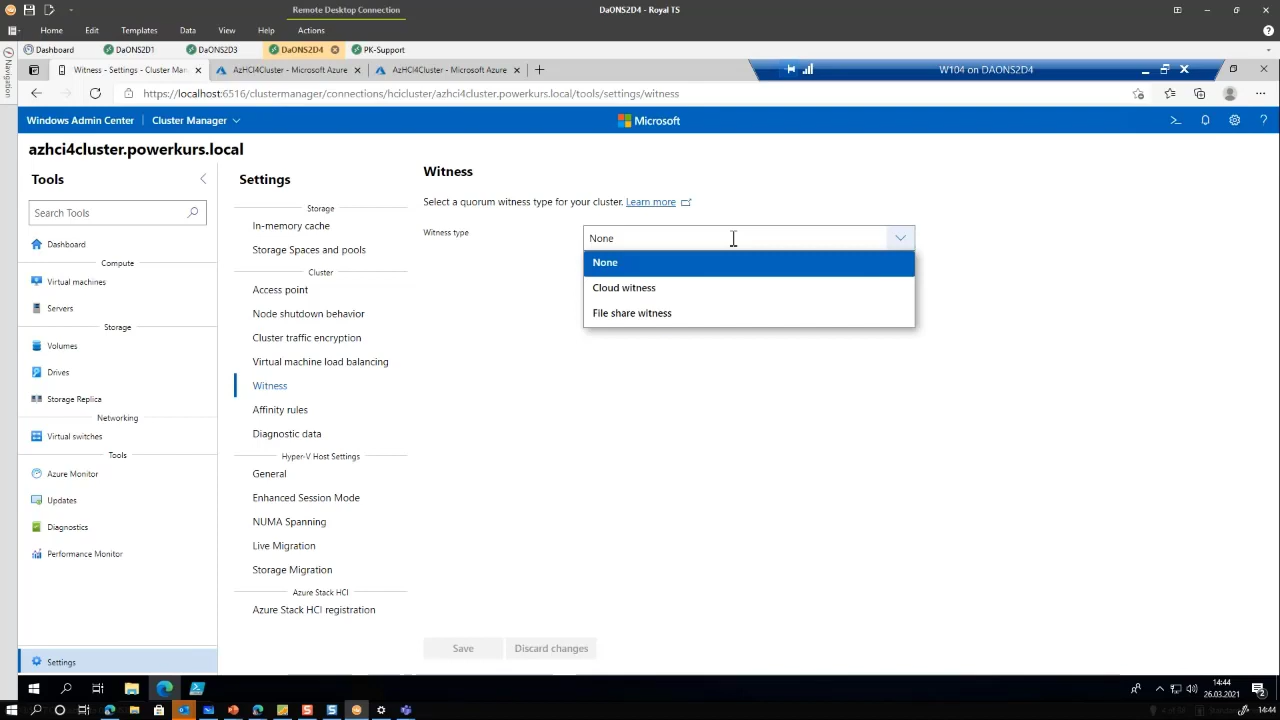 Remote Desktop Connection
DaONS2D4 - Royal TS
Home Edit Templates Data View Help Actions
Dashboard DaONS2D1 DaONS2D3 DaONS2D4 PK-Support
Navigation
Witness - Settings - Cluster Man
AzHCI4Cluster - Microsoft Azure
AzHCI4Cluster - Microsoft Azure
W104 on DAONS2D4
https://localhost:6516/clustermanager/connections/hcicluster/azhci4cluster.powerkurs.local/tools/settings/witness
Windows Admin Center
Cluster Manager
Microsoft
azhci4cluster.powerkurs.local
Tools
Search Tools
Dashboard
Compute
Virtual machines
Servers
Storage
Volumes
Drives
Storage Replica
Networking
Virtual switches
Tools
Azure Monitor
Updates
Diagnostics
Performance Monitor
Settings
Settings
Storage
In-memory cache
Storage Spaces and pools
Cluster
Access point
Node shutdown behavior
Cluster traffic encryption
Virtual machine load balancing
Witness
Affinity rules
Diagnostic data
Hyper-V Host Settings
General
Enhanced Session Mode
NUMA Spanning
Live Migration
Storage Migration
Azure Stack HCI
Azure Stack HCI registration
Witness
Select a quorum witness type for your cluster. Learn more
Witness type
None
None
Cloud witness
File share witness
Save
Discard changes
14:44
26.03.2021
2
14:44